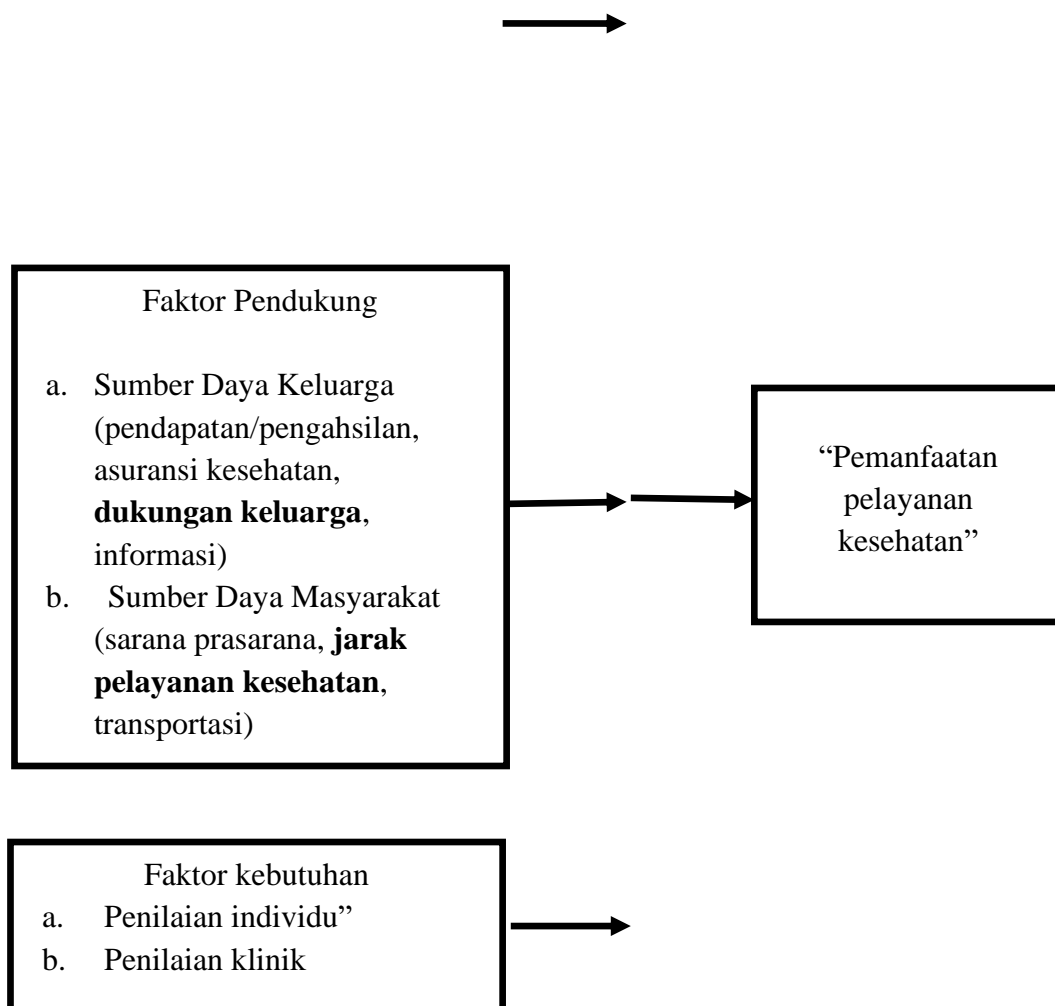 Faktor Pendukung
a. Sumber Daya Keluarga
(pendapatan/pengahsilan,
asuransi kesehatan,
dukungan keluarga,
informasi)
b. Sumber Daya Masyarakat
(sarana prasarana, jarak
pelayanan kesehatan,
transportasi)
“Pemanfaatan
pelayanan
kesehatan”
Faktor kebutuhan
a. Penilaian individu”
b. Penilaian klinik